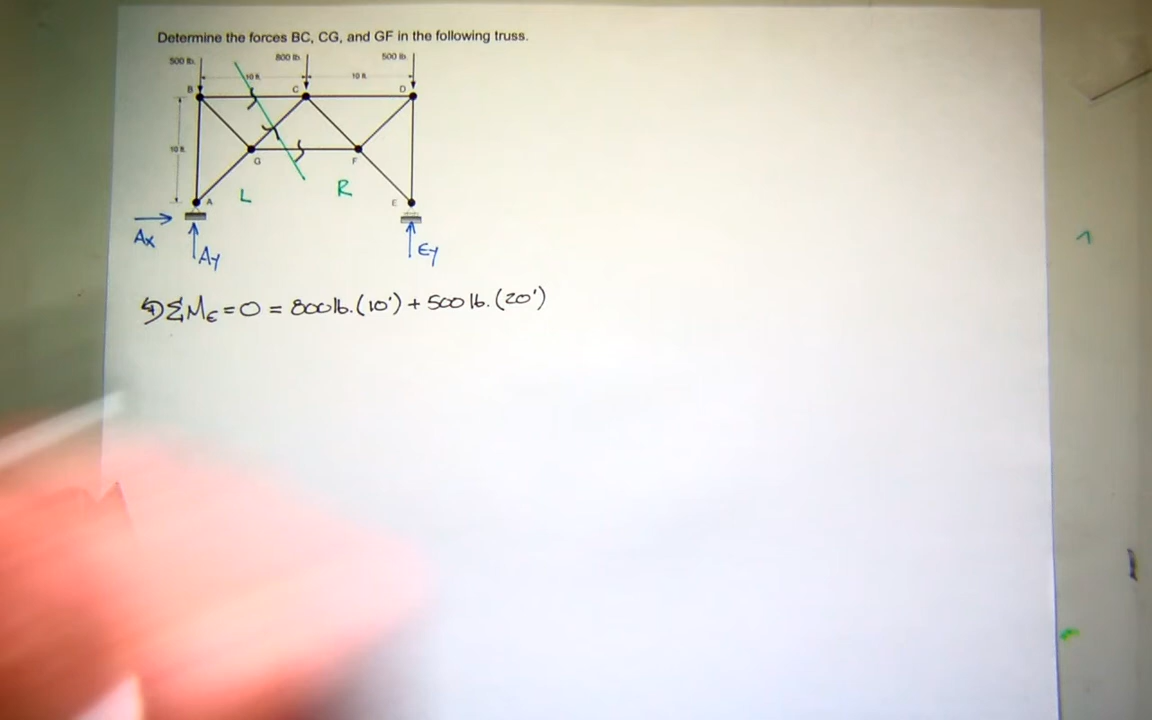 Determine the forces BC, CG, and GF in the following truss.
500 lb. 800 lb. 500 lb.
10 ft. 10 ft.
B C D
10 ft. G F
A L R E
Ax Ay Ey
ΣM_E = 0 = 800 lb. (10') + 500 lb. (20')